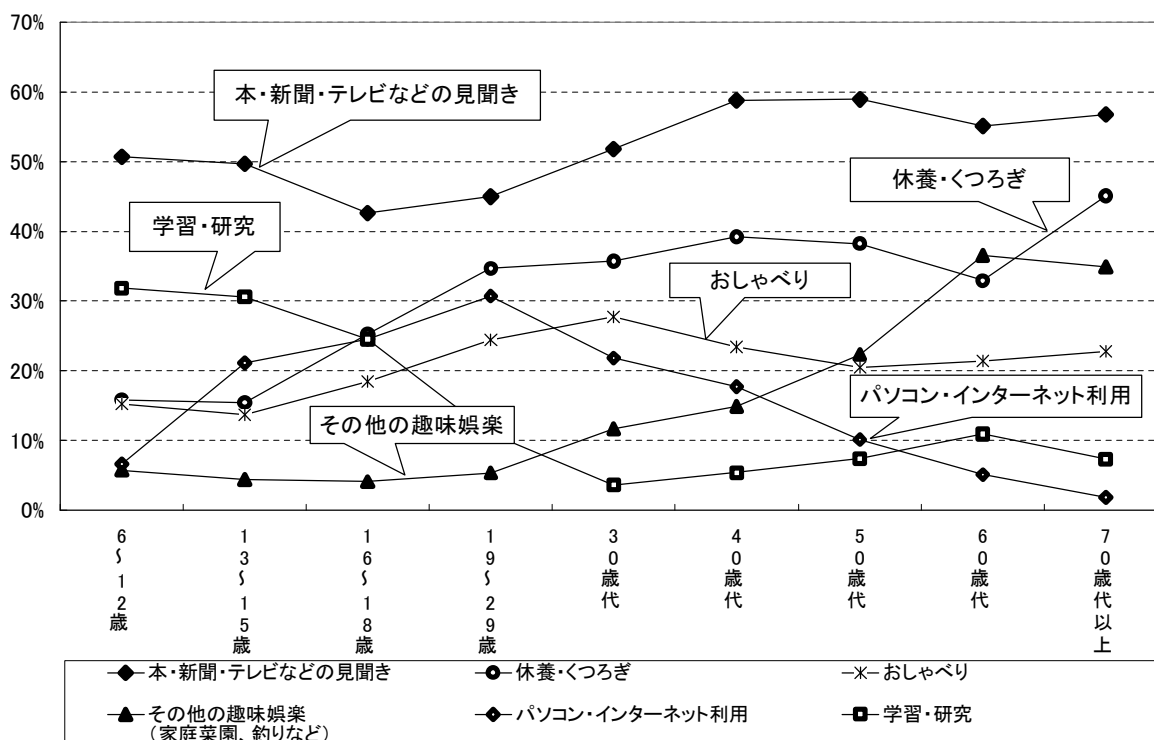 70%
60%
50%
40%
30%
20%
10%
0%
本・新聞・テレビなどの見聞き
学習・研究
休養・くつろぎ
おしゃべり
その他の趣味娯楽
パソコン・インターネット利用
6～12歳
13～15歳
16～18歳
19～29歳
30歳代
40歳代
50歳代
60歳代
70歳代以上
本・新聞・テレビなどの見聞き
休養・くつろぎ
おしゃべり
その他の趣味娯楽
（家庭菜園、釣りなど）
パソコン・インターネット利用
学習・研究